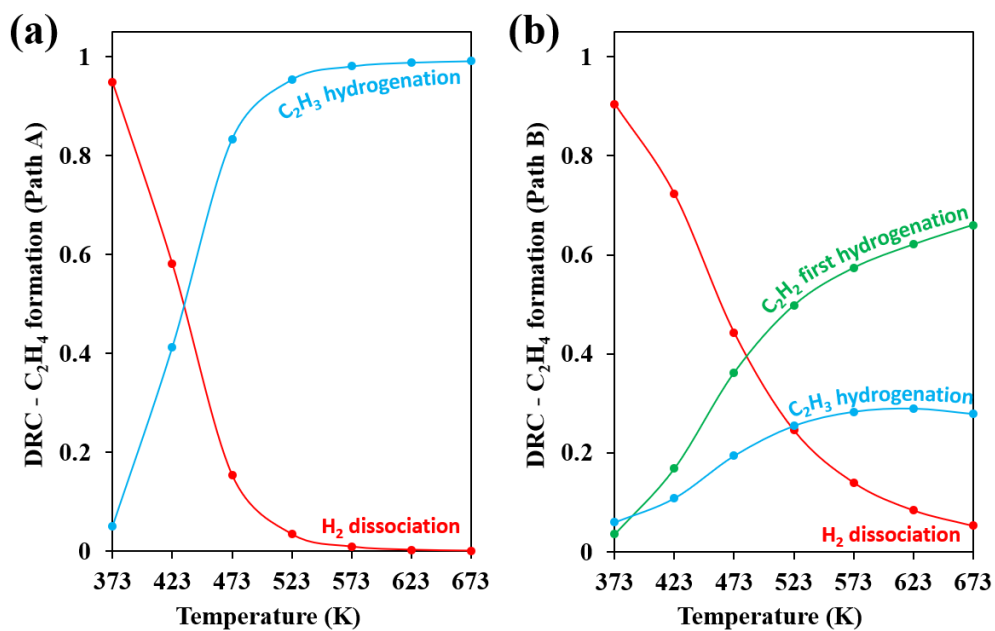 (a)
DRC - C₂H₄ formation (Path A)
1
0.8
0.6
0.4
0.2
0
C₂H₃ hydrogenation
H₂ dissociation
373 423 473 523 573 623 673
Temperature (K)
(b)
DRC - C₂H₄ formation (Path B)
1
0.8
0.6
0.4
0.2
0
C₂H₂ first hydrogenation
C₂H₃ hydrogenation
H₂ dissociation
373 423 473 523 573 623 673
Temperature (K)